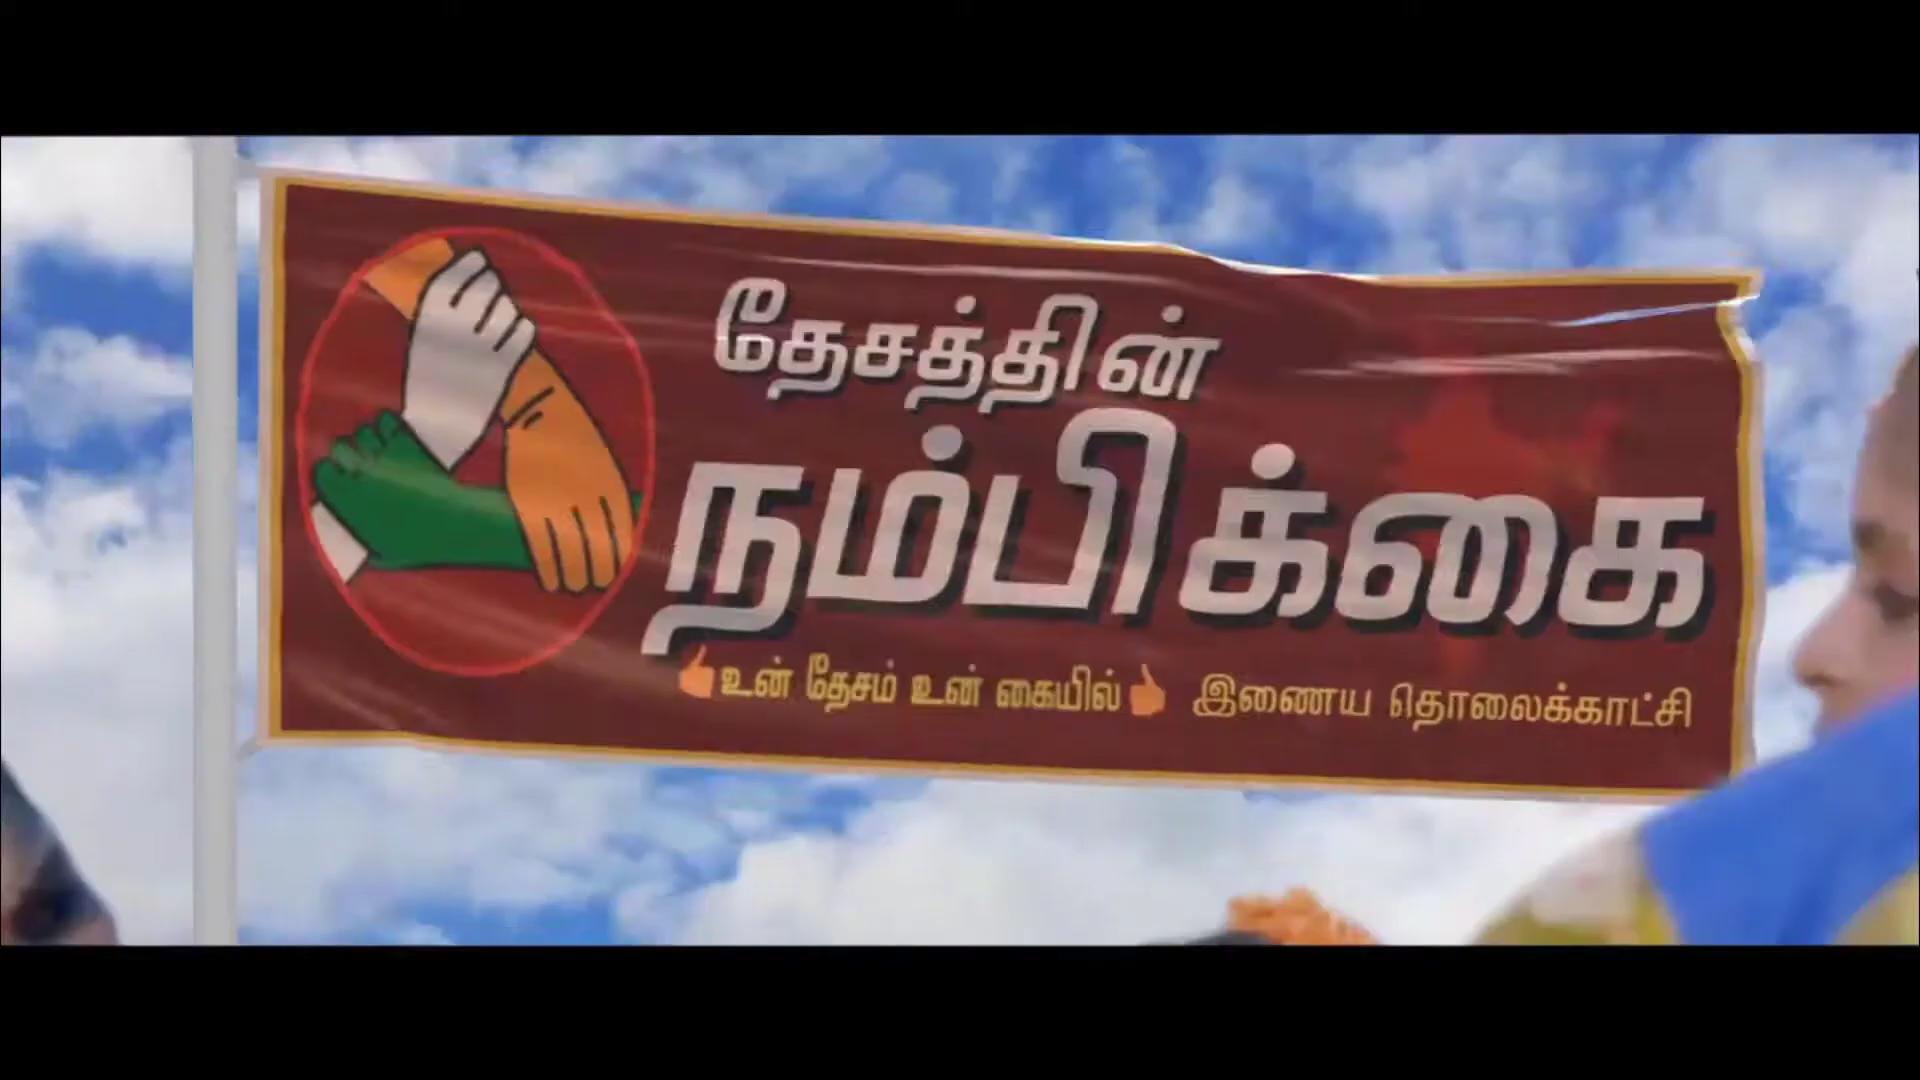 தேசத்தின்
நம்பிக்கை
உன் தேசம் உன் கையில் இணைய தொலைக்காட்சி